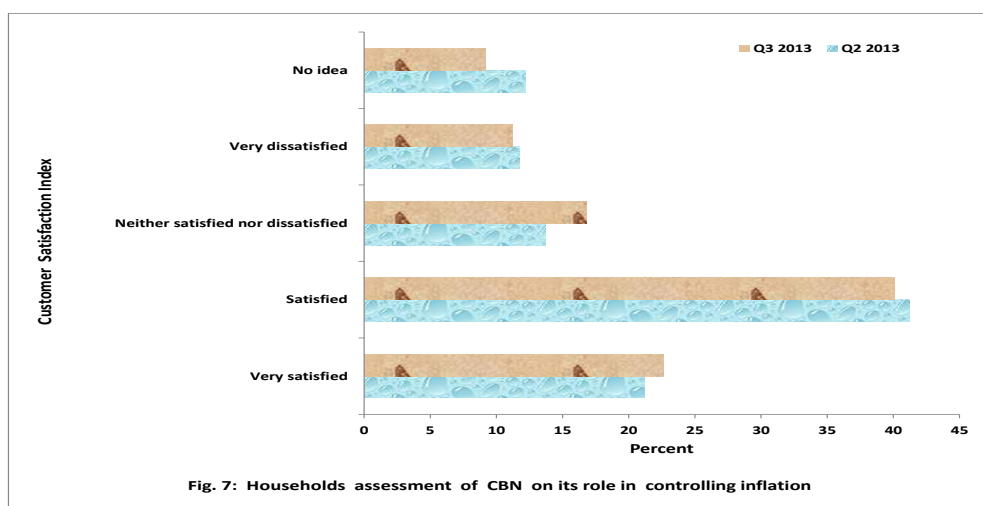 Q3 2013 Q2 2013
Customer Satisfaction Index
No idea
Very dissatisfied
Neither satisfied nor dissatisfied
Satisfied
Very satisfied
0 5 10 15 20 25 30 35 40 45
Percent
Fig. 7: Households assessment of CBN on its role in controlling inflation